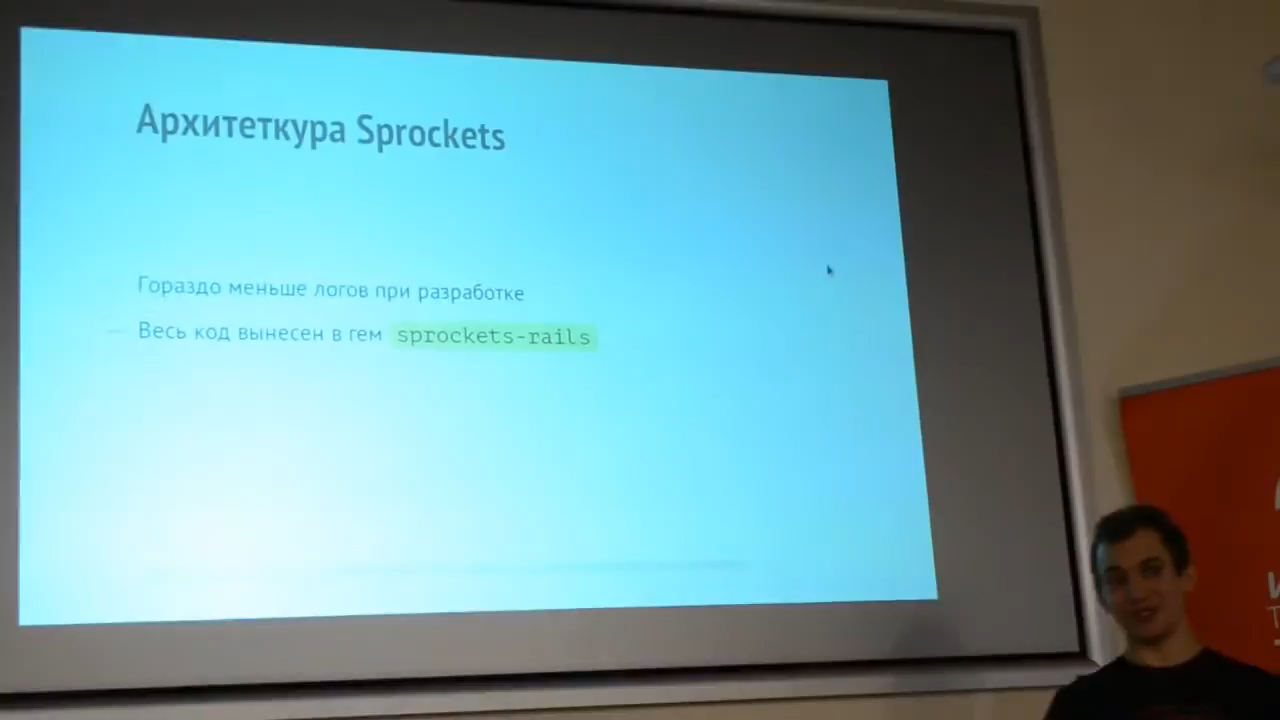 Архитеткура Sprockets
Гораздо меньше логов при разработке
Весь код вынесен в гем sprockets-rails